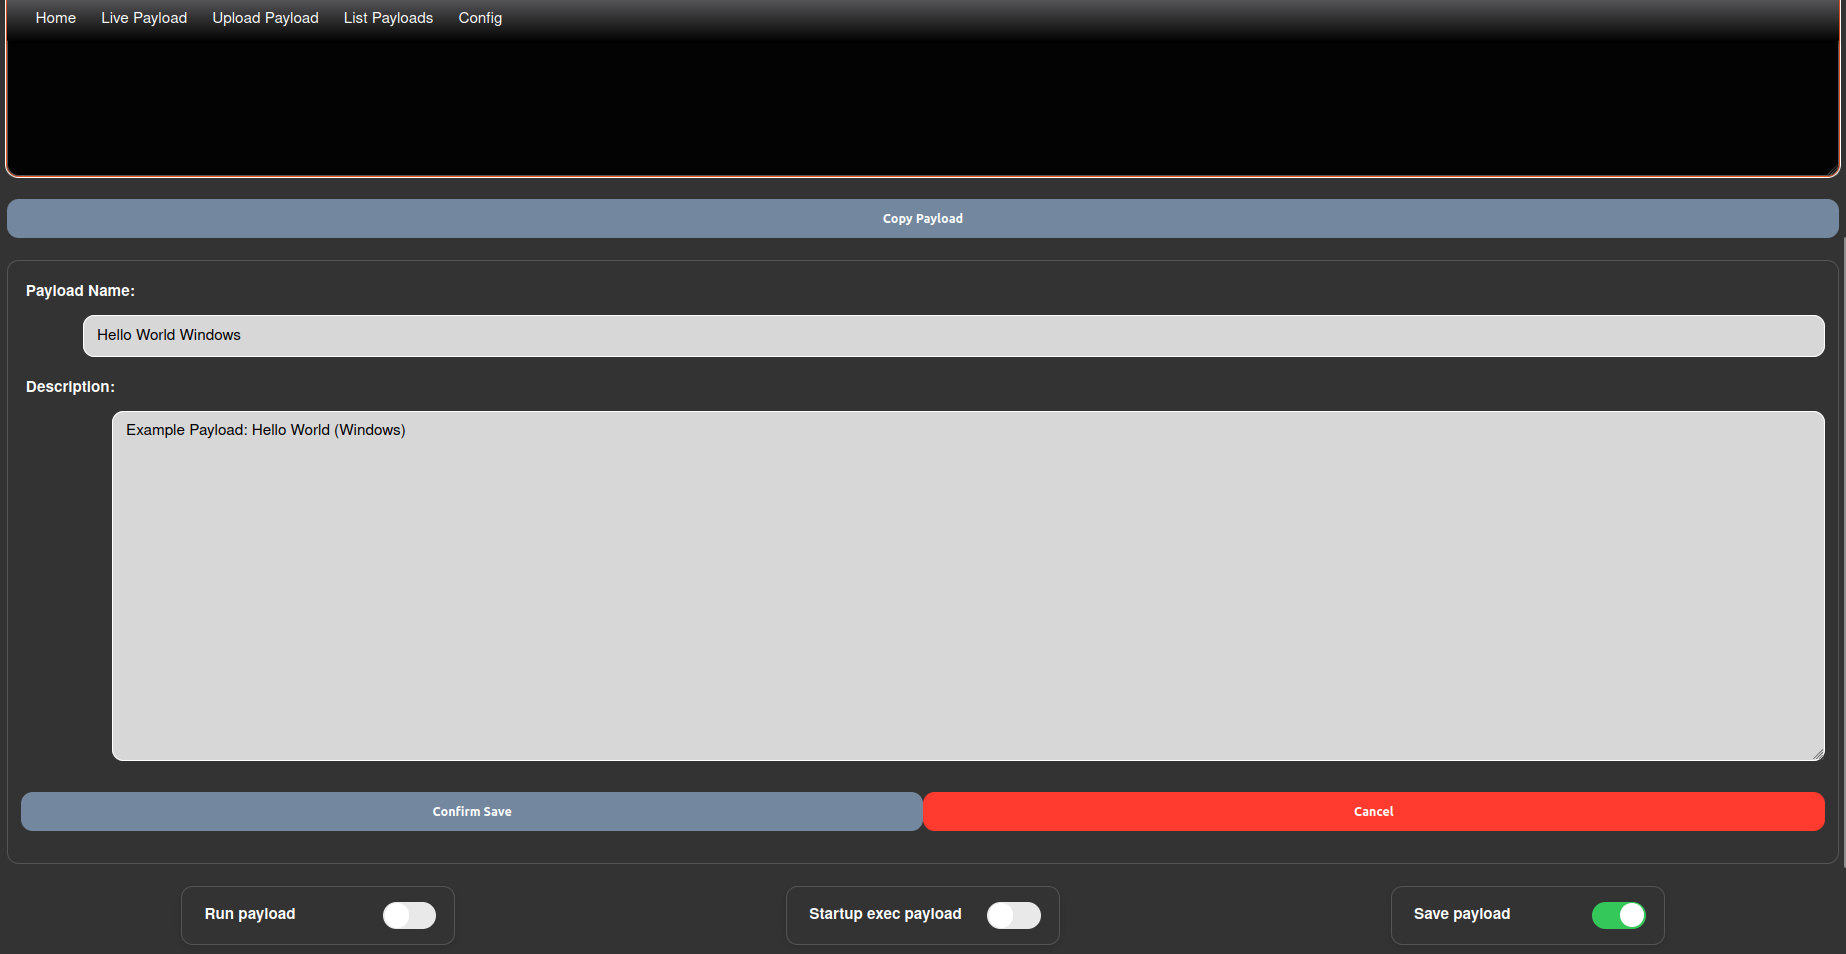 Home Live Payload Upload Payload List Payloads Config
Copy Payload
Payload Name:
Hello World Windows
Description:
Example Payload: Hello World (Windows)
Confirm Save Cancel
Run payload Startup exec payload Save payload